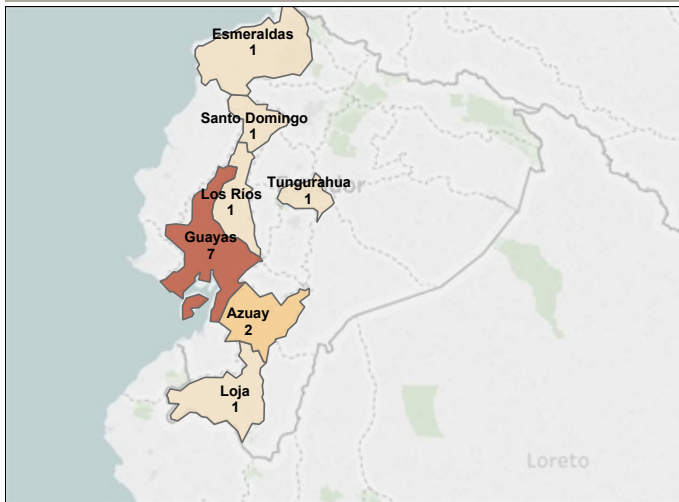 Esmeraldas
1
Santo Domingo
1
Tungurahua
1
Los Ríos
1
Guayas
7
Azuay
2
Loja
1
Loreto